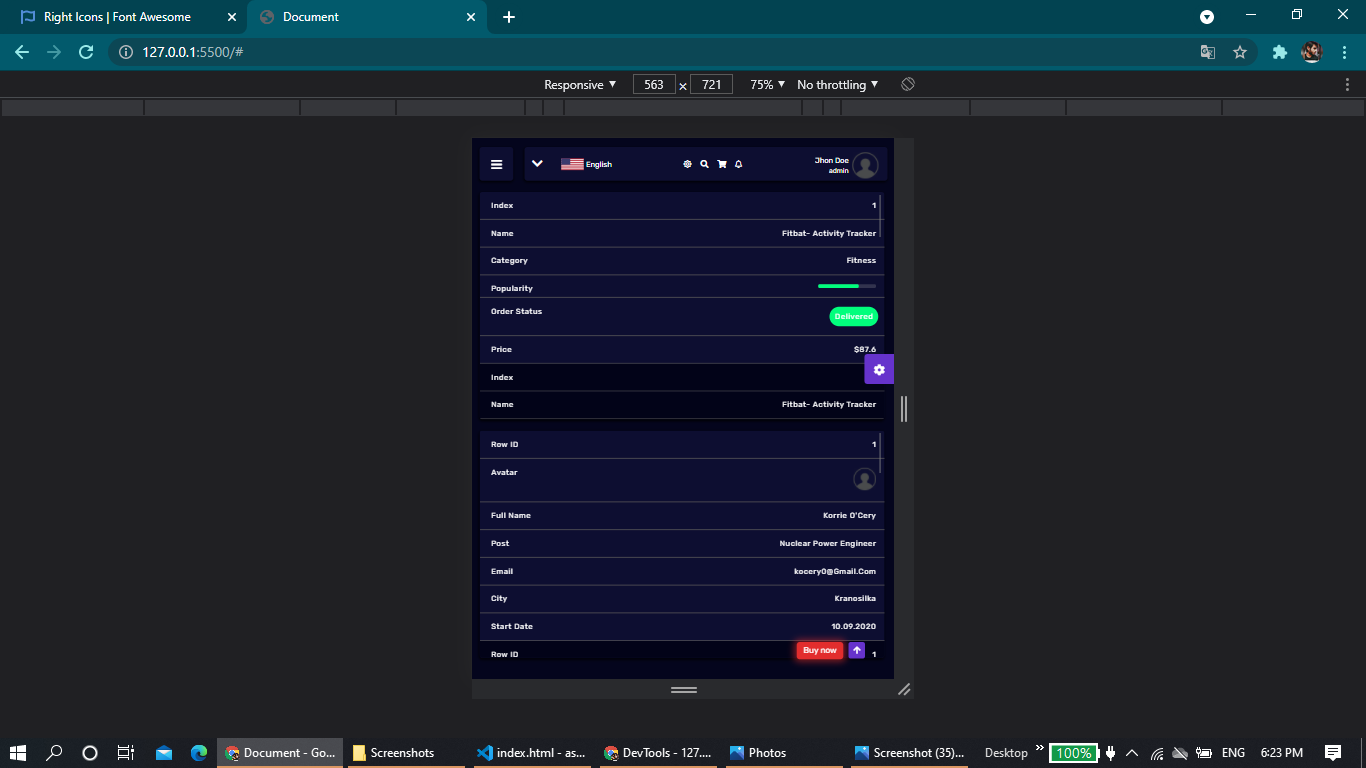 Right Icons | Font Awesome
Document
127.0.0.1:5500/#
Responsive 563 × 721 75% No throttling
English
Jhon Doe
admin
Index 1
Name Fitbat- Activity Tracker
Category Fitness
Popularity
Order Status Delivered
Price $87.6
Index
Name Fitbat- Activity Tracker
Row ID 1
Avatar
Full Name Korrie O'Cery
Post Nuclear Power Engineer
Email kocery0@Gmail.Com
City Kranosilka
Start Date 10.09.2020
Row ID Buy now 1
Document - Go... Screenshots index.html - as... DevTools - 127.... Photos Screenshot (35)... Desktop 100% ENG 6:23 PM